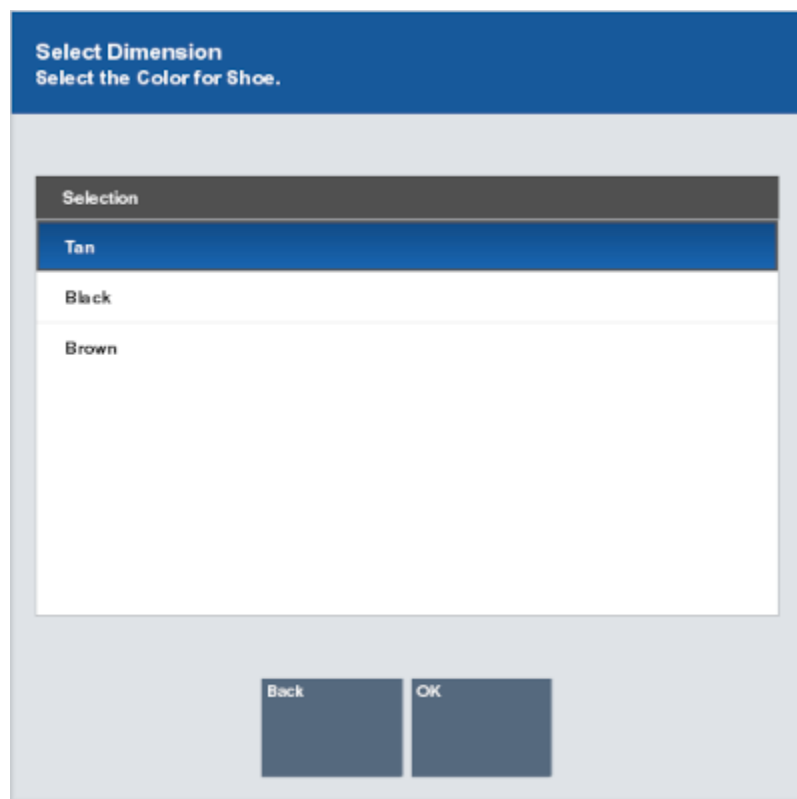 Select Dimension
Select the Color for Shoe.
Selection
Tan
Black
Brown
Back
OK